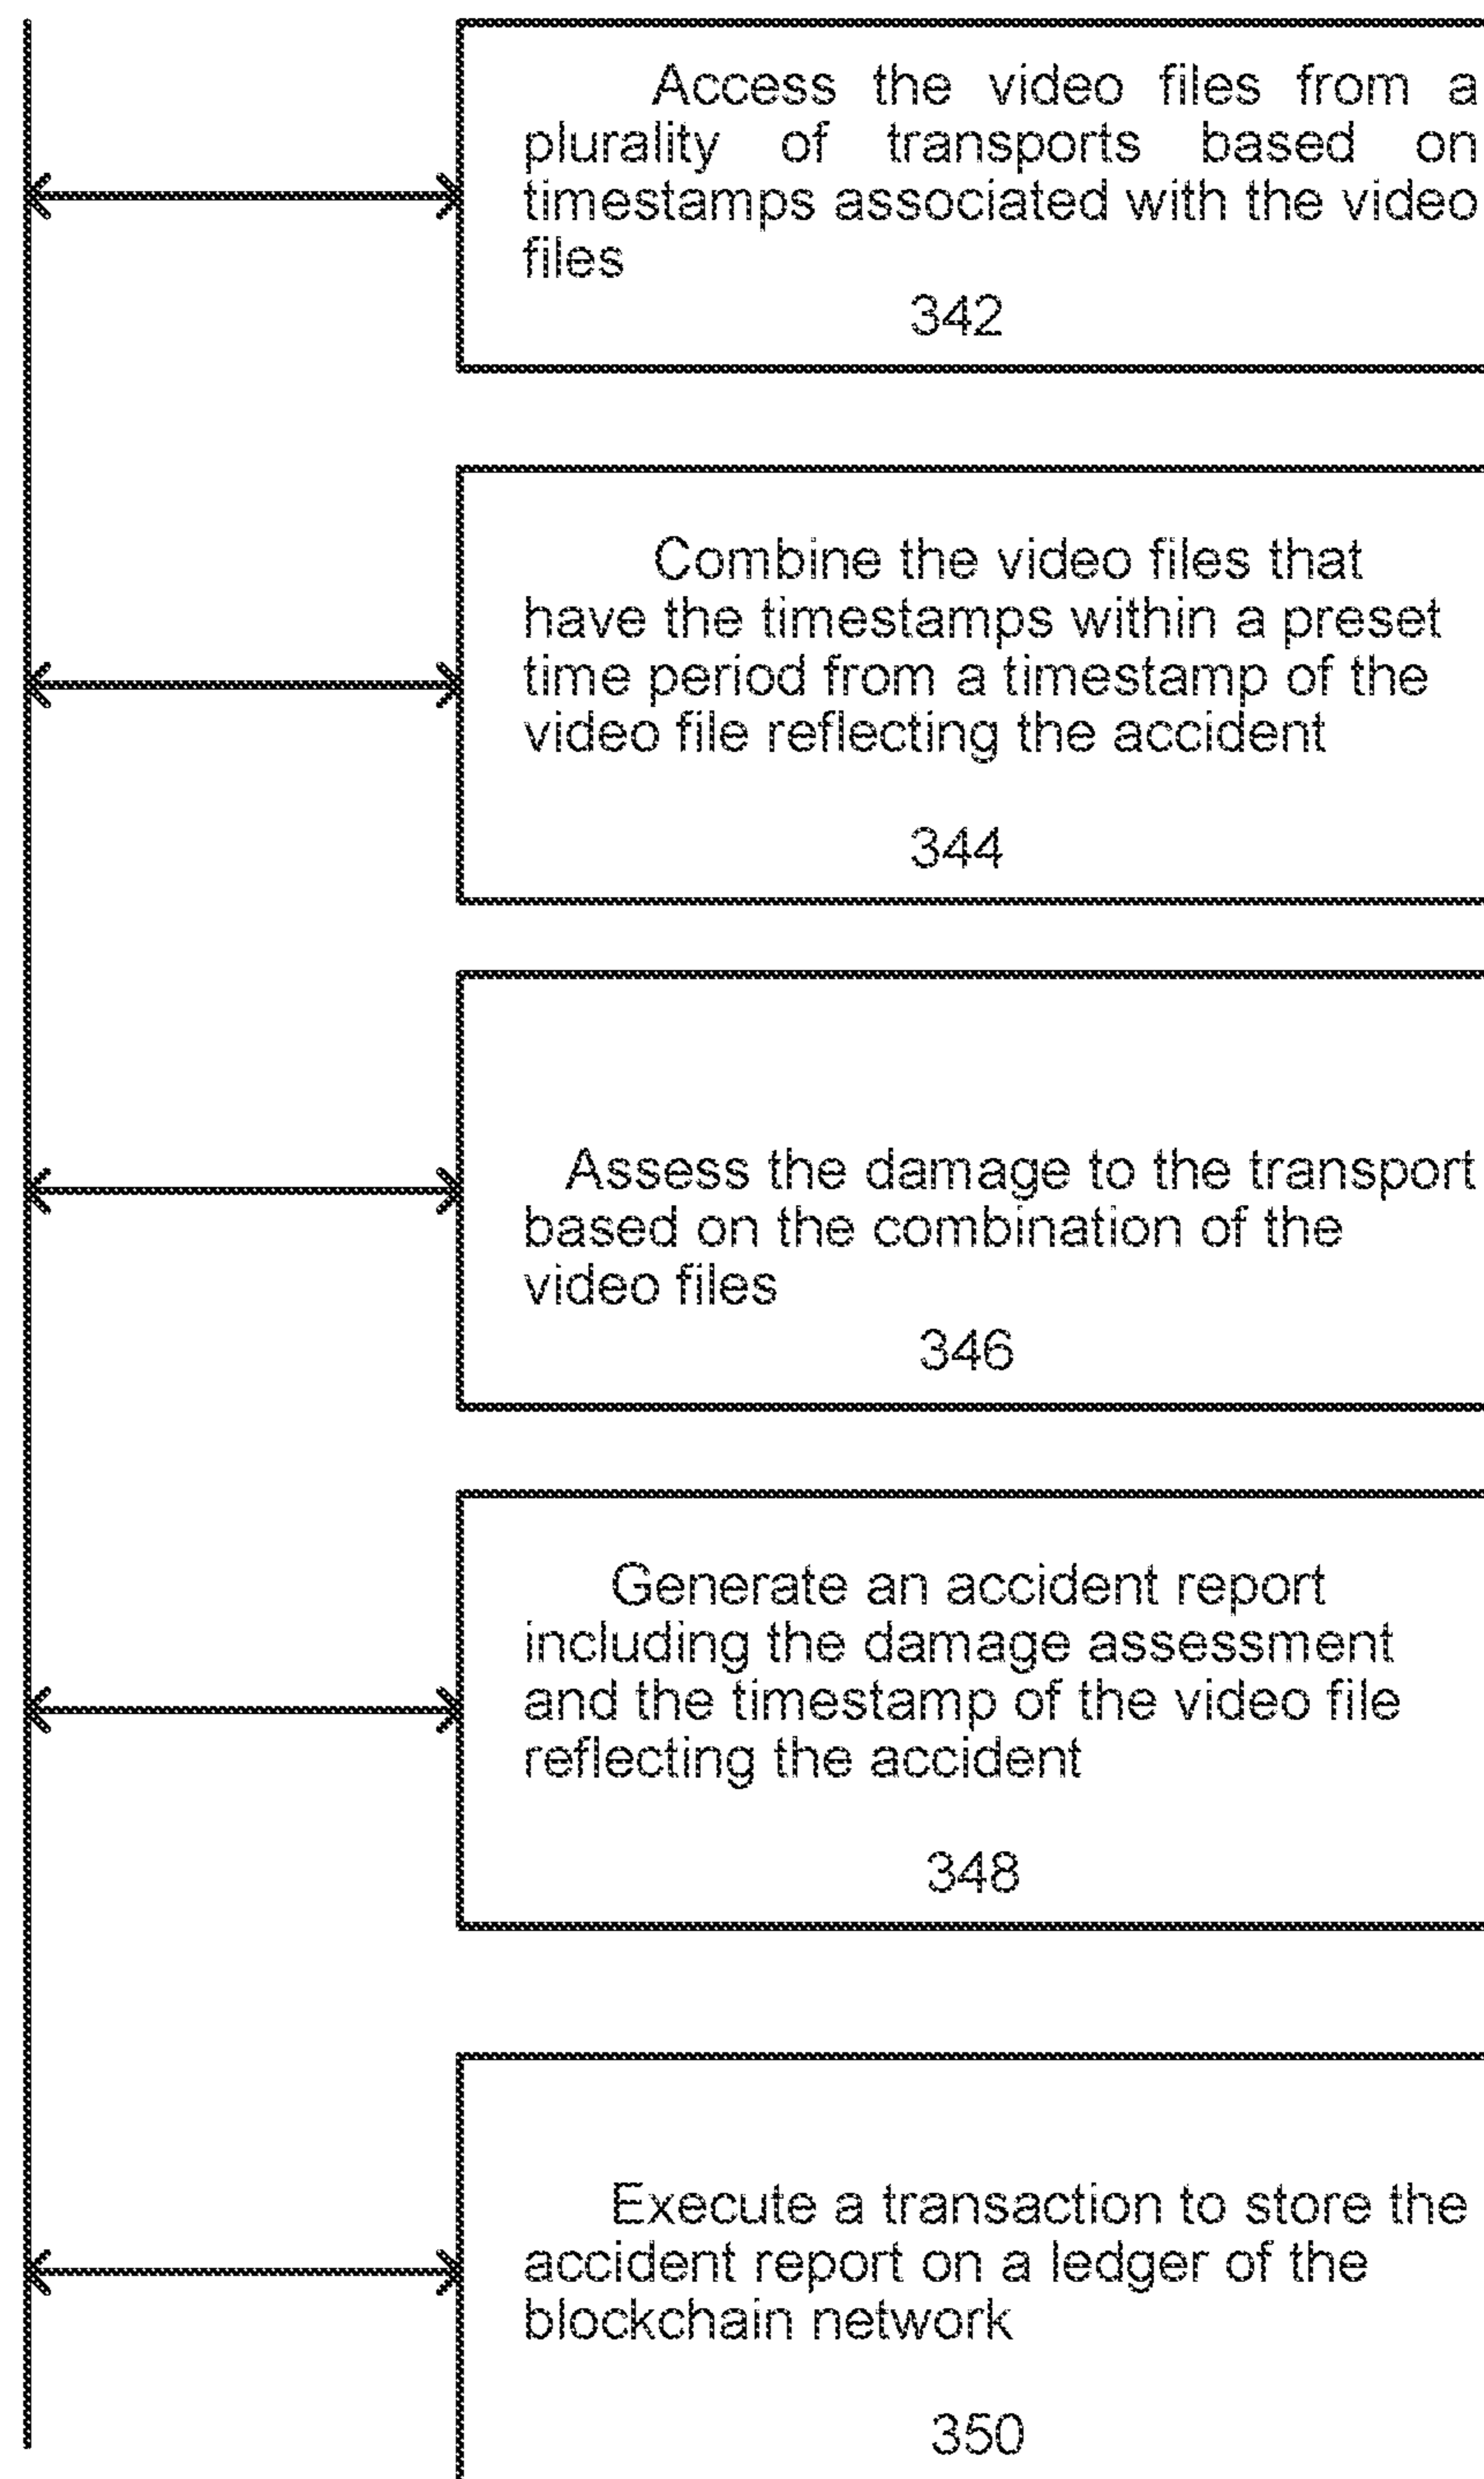 Access the video files from a
plurality of transports based on
timestamps associated with the video
files
342
Combine the video files that
have the timestamps within a preset
time period from a timestamp of the
video file reflecting the accident
344
Assess the damage to the transport
based on the combination of the
video files
346
Generate an accident report
including the damage assessment
and the timestamp of the video file
reflecting the accident
348
Execute a transaction to store the
accident report on a ledger of the
blockchain network
350